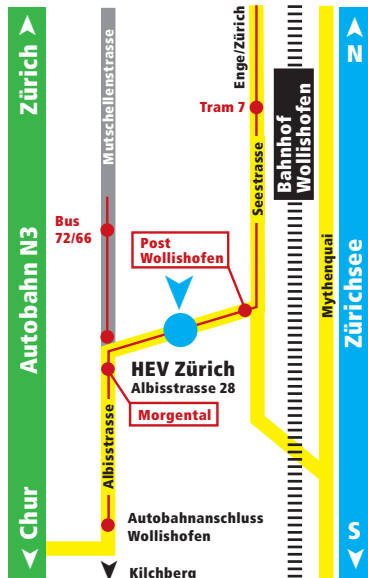 Zürich
Autobahn N3
Chur
Mutschellenstrasse
Enge/Zürich
Tram 7
Bahnhof
Wollishofen
N
Bus
72/66
Post
Wollishofen
Seestrasse
Mythenquai
Zürichsee
HEV Zürich
Albisstrasse 28
Morgental
Albisstrasse
Autobahnanschluss
Wollishofen
S
Kilchberg